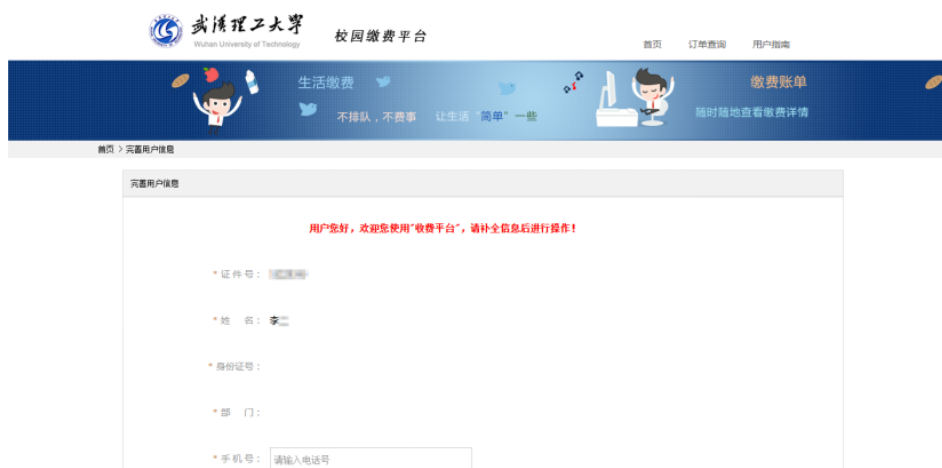 武汉理工大学
Wuhan University of Technology
校园缴费平台
首页 订单查询 用户指南
生活缴费
不排队，不费事 让生活“简单”一些
缴费账单
随时随地查看缴费详情
首页 > 完善用户信息
完善用户信息
用户您好，欢迎您使用"收费平台"，请补全信息后进行操作！
* 证件号：
* 姓 名： 李
* 身份证号：
* 部 门：
* 手机号： 请输入电话号